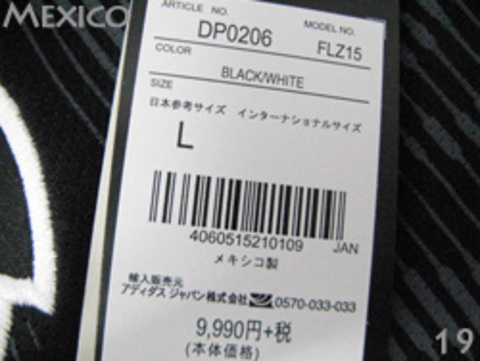 MEXICO
ARTICLE NO.
MODEL NO.
DP0206
FLZ15
COLOR
BLACK/WHITE
SIZE
日本参考サイズ インターナショナルサイズ
L
4060515210109 JAN
メキシコ製
輸入販売元
アディダス ジャパン株式会社 0570-033-033
9,990円+税
(本体価格)
19